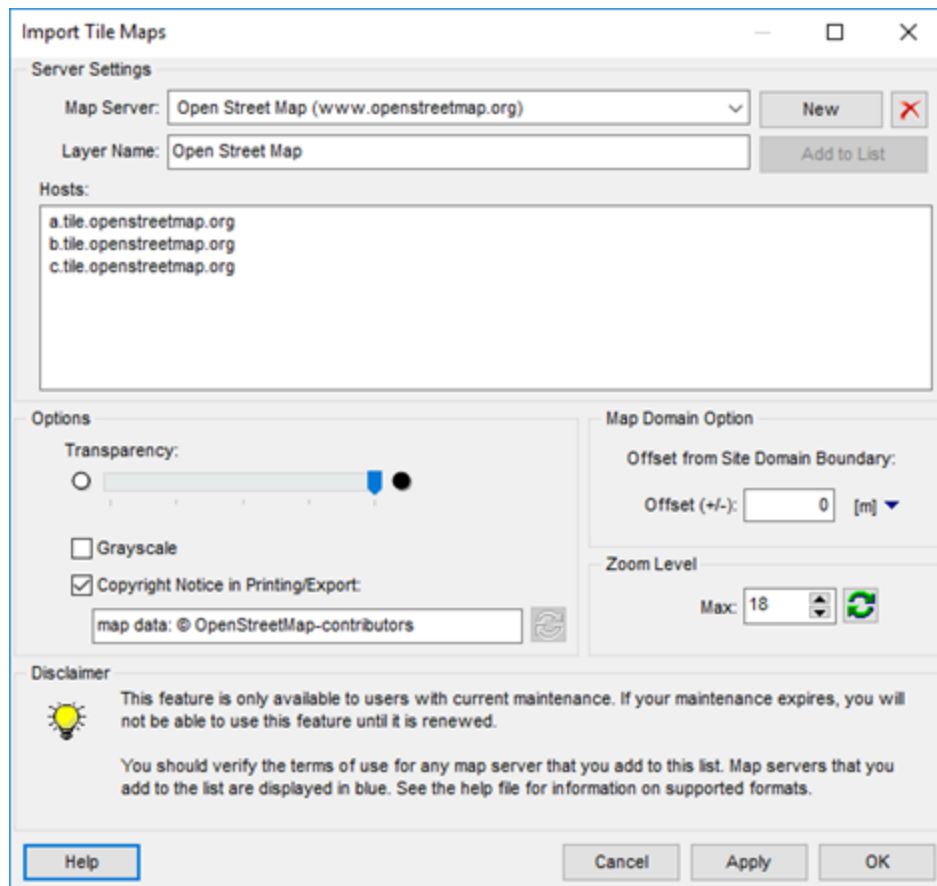 Import Tile Maps
Server Settings
Map Server: Open Street Map (www.openstreetmap.org) New
Layer Name: Open Street Map Add to List
Hosts:
a.tile.openstreetmap.org
b.tile.openstreetmap.org
c.tile.openstreetmap.org
Options
Transparency:
Grayscale
Copyright Notice in Printing/Export:
map data: © OpenStreetMap-contributors
Map Domain Option
Offset from Site Domain Boundary:
Offset (+/-): 0 [m]
Zoom Level
Max: 18
Disclaimer
This feature is only available to users with current maintenance. If your maintenance expires, you will
not be able to use this feature until it is renewed.
You should verify the terms of use for any map server that you add to this list. Map servers that you
add to the list are displayed in blue. See the help file for information on supported formats.
Help Cancel Apply OK